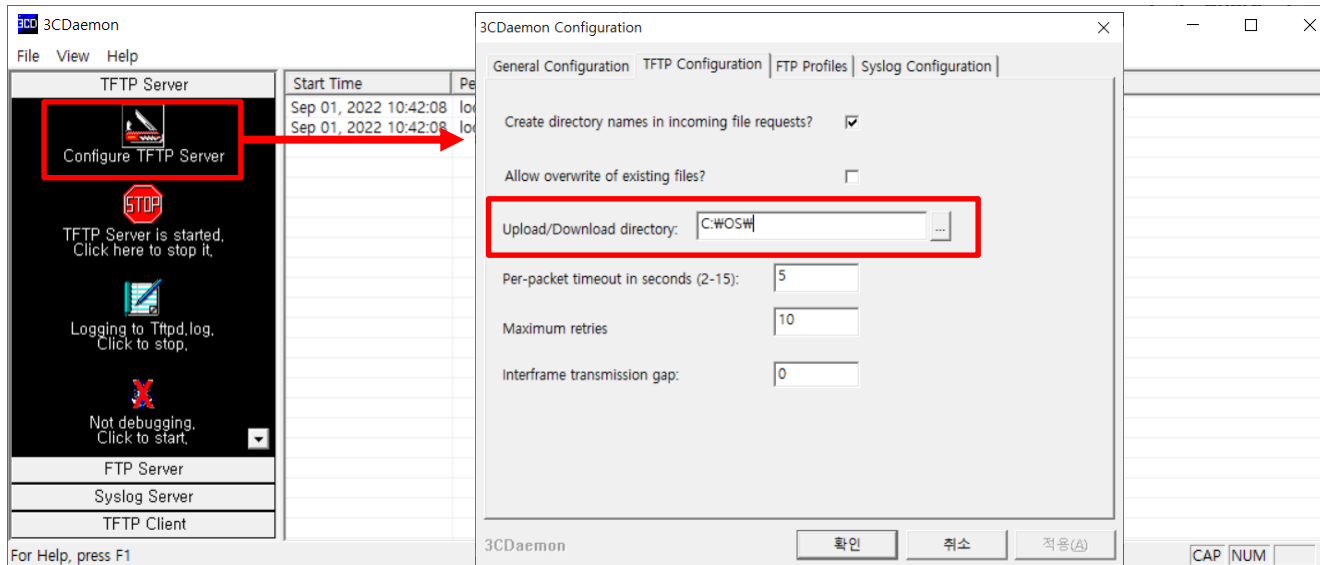 3CD 3CDaemon
File View Help
TFTP Server
Configure TFTP Server
STOP
TFTP Server is started,
Click here to stop it,
Logging to Tftpd,log,
Click to stop,
Not debugging,
Click to start,
FTP Server
Syslog Server
TFTP Client
For Help, press F1
Start Time Pe
Sep 01, 2022 10:42:08 loc
Sep 01, 2022 10:42:08 loc
3CDaemon Configuration
General Configuration TFTP Configuration FTP Profiles Syslog Configuration
Create directory names in incoming file requests?
Allow overwrite of existing files?
Upload/Download directory: C:₩OS₩ ...
Per-packet timeout in seconds (2-15): 5
Maximum retries 10
Interframe transmission gap: 0
3CDaemon 확인 취소 적용(A)
CAP NUM